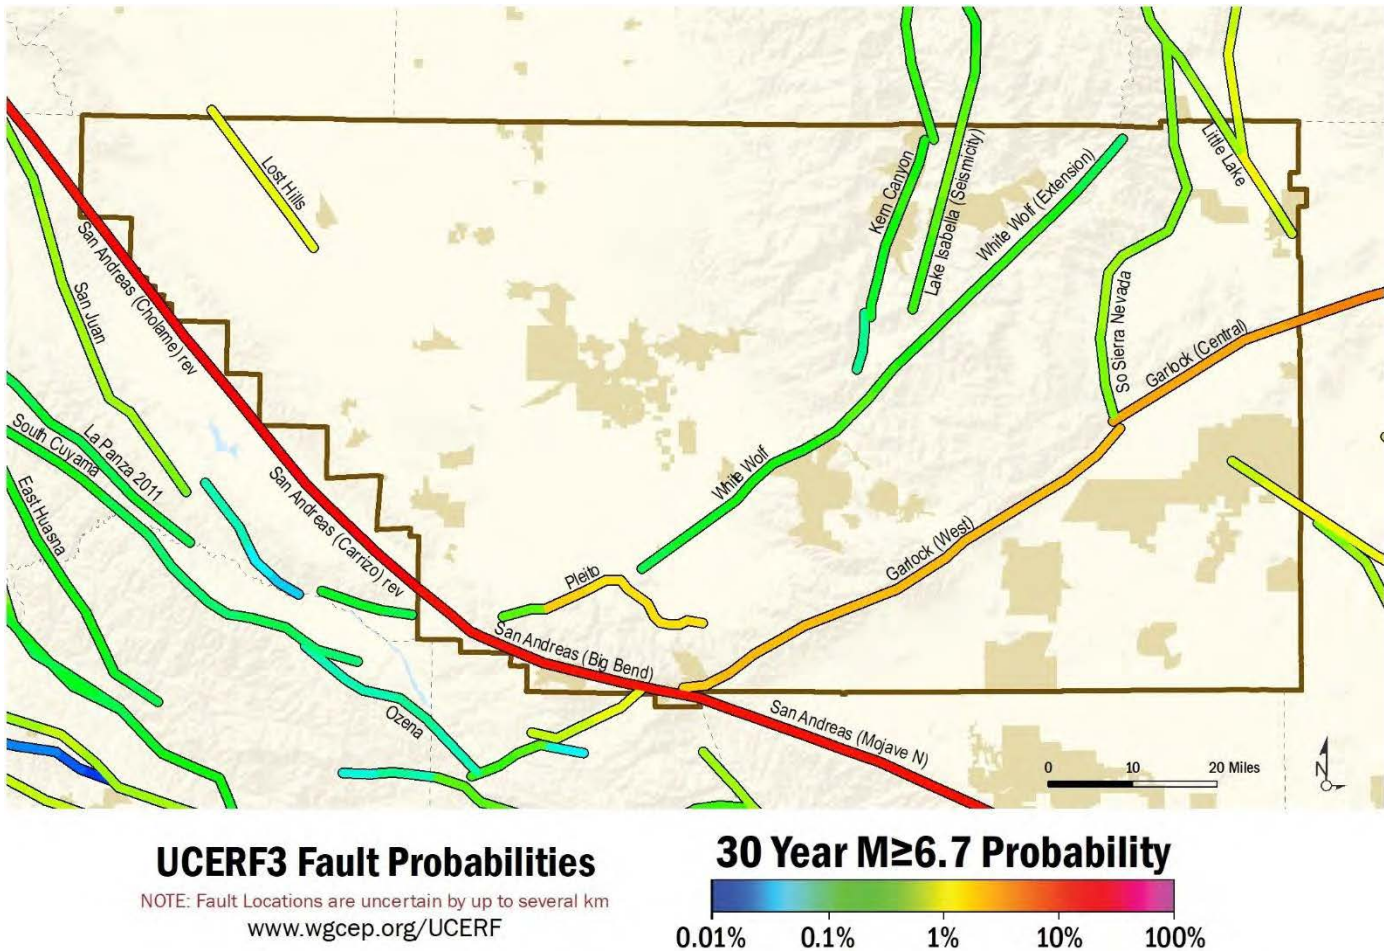 Lost Hills
Kern Canyon
Lake Isabella (Seismicity)
White Wolf (Extension)
Little Lake
San Andreas (Cholame) rev
San Juan
So Sierra Nevada
Garlock (Central)
La Panza 2011
South Cuyama
East Huasna
San Andreas (Carrizo) rev
White Wolf
Garlock (West)
Pleito
San Andreas (Big Bend)
Ozena
San Andreas (Mojave N)
0 10 20 Miles
N
UCERF3 Fault Probabilities
NOTE: Fault Locations are uncertain by up to several km
www.wgcep.org/UCERF
30 Year M≥6.7 Probability
0.01% 0.1% 1% 10% 100%